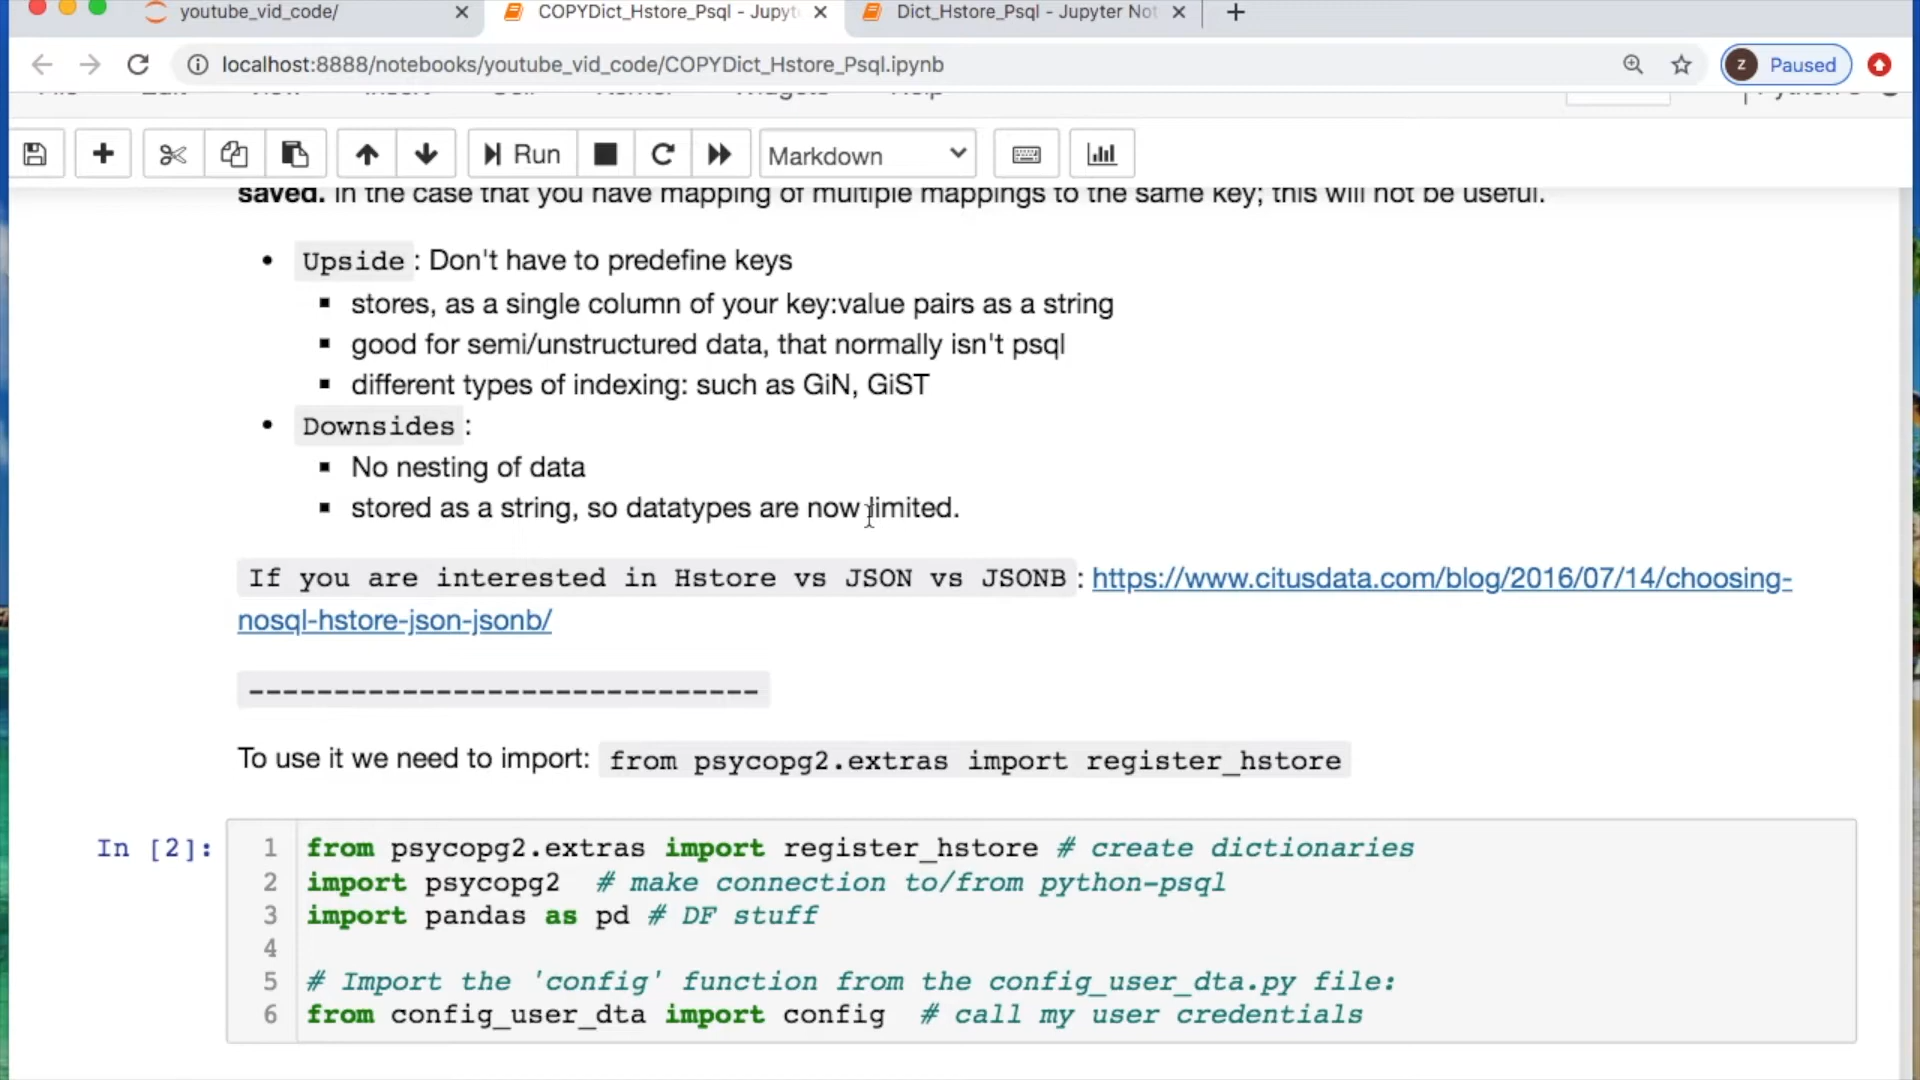 youtube_vid_code/
COPYDict_Hstore_Psql - Jupyt
Dict_Hstore_Psql - Jupyter Not
localhost:8888/notebooks/youtube_vid_code/COPYDict_Hstore_Psql.ipynb
Z Paused
Run
Markdown
saved. In the case that you have mapping of multiple mappings to the same key; this will not be useful.
• Upside : Don't have to predefine keys
▪ stores, as a single column of your key:value pairs as a string
▪ good for semi/unstructured data, that normally isn't psql
▪ different types of indexing: such as GiN, GiST
• Downsides :
▪ No nesting of data
▪ stored as a string, so datatypes are now limited.
If you are interested in Hstore vs JSON vs JSONB : https://www.citusdata.com/blog/2016/07/14/choosing-
nosql-hstore-json-jsonb/
------------------------------
To use it we need to import: from psycopg2.extras import register_hstore
In [2]:
1 from psycopg2.extras import register_hstore # create dictionaries
2 import psycopg2 # make connection to/from python-psql
3 import pandas as pd # DF stuff
4
5 # Import the 'config' function from the config_user_dta.py file:
6 from config_user_dta import config # call my user credentials